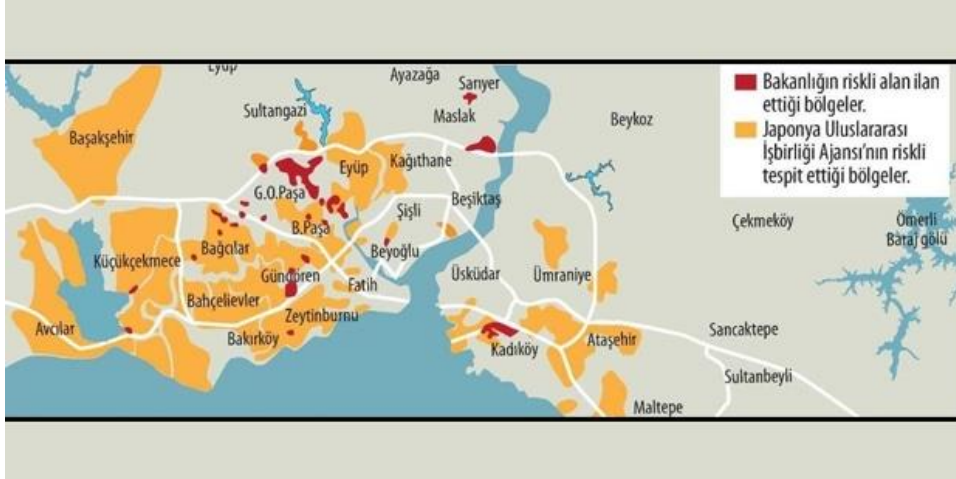 Eyüp
Ayazağa
Sarıyer
Maslak
Sultangazi
Beykoz
Başakşehir
Eyüp
Kağıthane
G.O.Paşa
Şişli
Beşiktaş
B.Paşa
Beyoğlu
Bağcılar
Küçükçekmece
Güngören
Fatih
Üsküdar
Ümraniye
Çekmeköy
Ömerli
Baraj gölü
Bahçelievler
Zeytinburnu
Avcılar
Bakırköy
Kadıköy
Ataşehir
Sancaktepe
Sultanbeyli
Maltepe
Bakanlığın riskli alan ilan
ettiği bölgeler.
Japonya Uluslararası
İşbirliği Ajansı'nın riskli
tespit ettiği bölgeler.